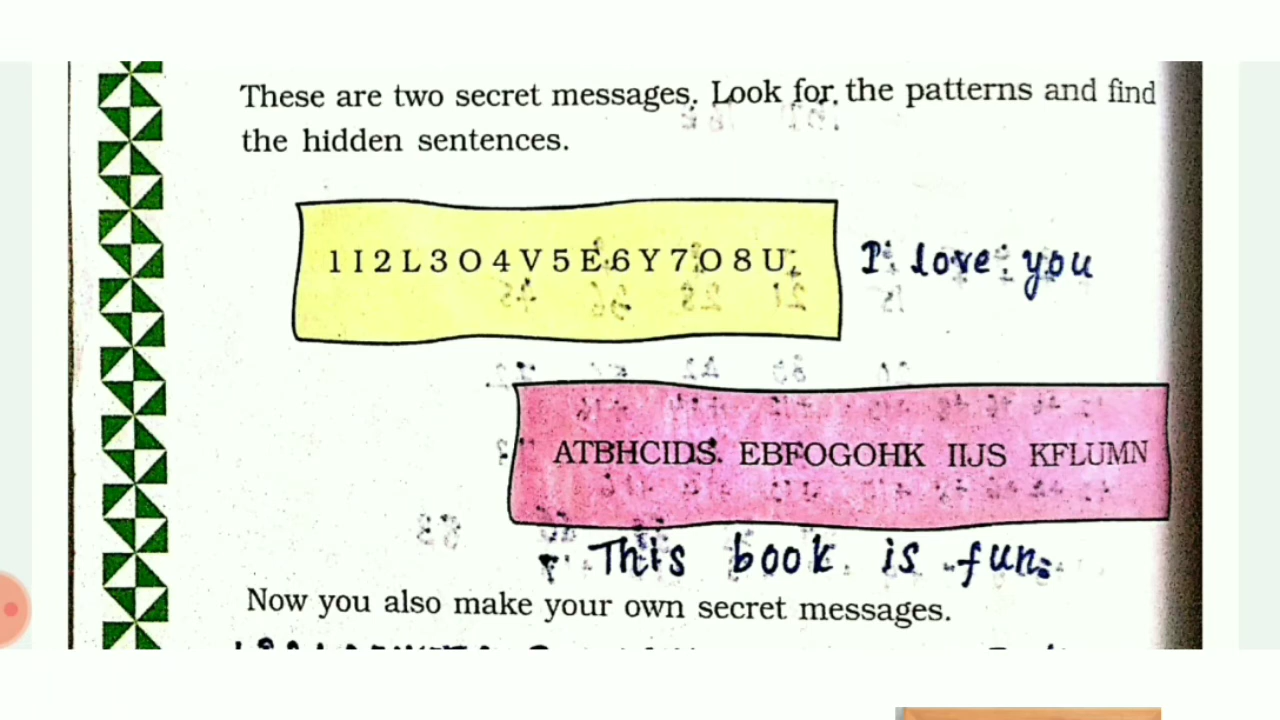 These are two secret messages. Look for the patterns and find
the hidden sentences.
1 I 2 L 3 O 4 V 5 E 6 Y 7 O 8 U
I love you
ATBHCIDS EBFOGOHK IIJS KFLUMN
This book is fun
Now you also make your own secret messages.